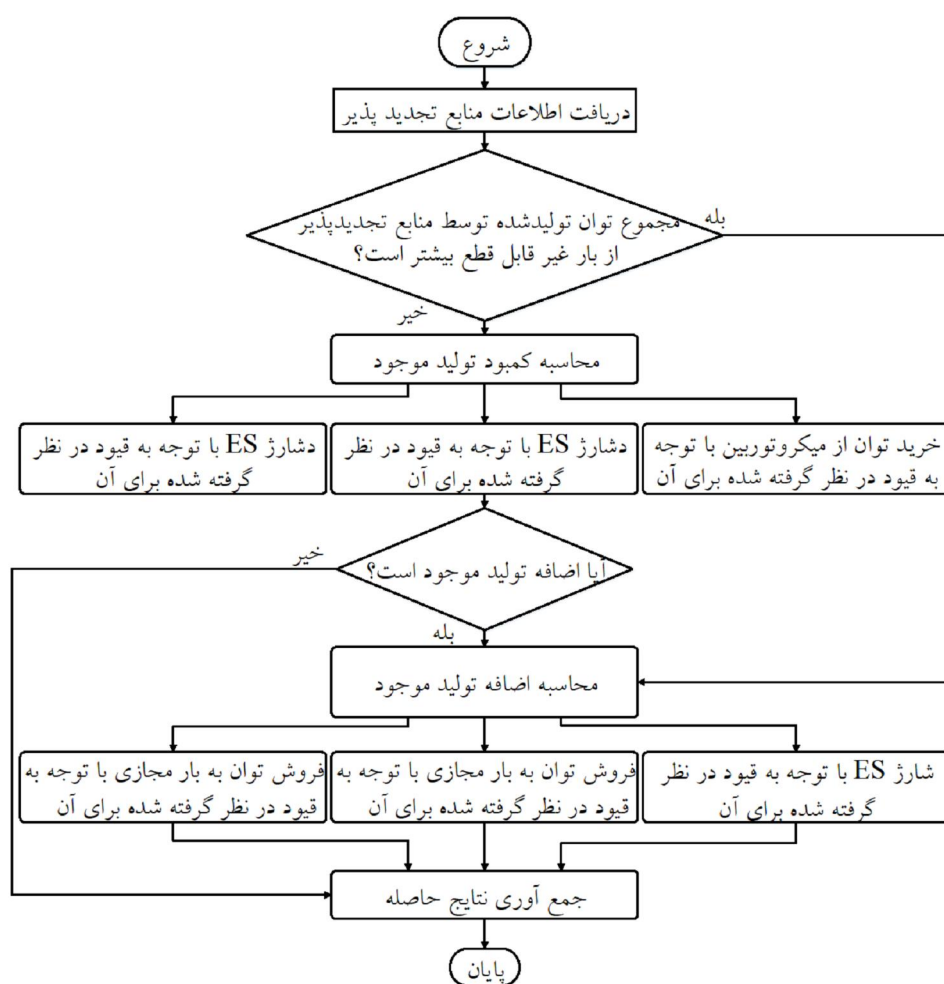 شروع
دریافت اطلاعات منابع تجدید پذیر
مجموع توان تولیدشده توسط منابع تجدیدپذیر
از بار غیر قابل قطع بیشتر است؟
بله
خیر
محاسبه کمبود تولید موجود
خرید توان از میکروتوربین با توجه
به قیود در نظر گرفته شده برای آن
دشارژ ES با توجه به قیود در نظر
گرفته شده برای آن
دشارژ ES با توجه به قیود در نظر
گرفته شده برای آن
آیا اضافه تولید موجود است؟
خیر
بله
محاسبه اضافه تولید موجود
شارژ ES با توجه به قیود در نظر
گرفته شده برای آن
فروش توان به بار مجازی با توجه به
قیود در نظر گرفته شده برای آن
فروش توان به بار مجازی با توجه به
قیود در نظر گرفته شده برای آن
جمع آوری نتایج حاصله
پایان